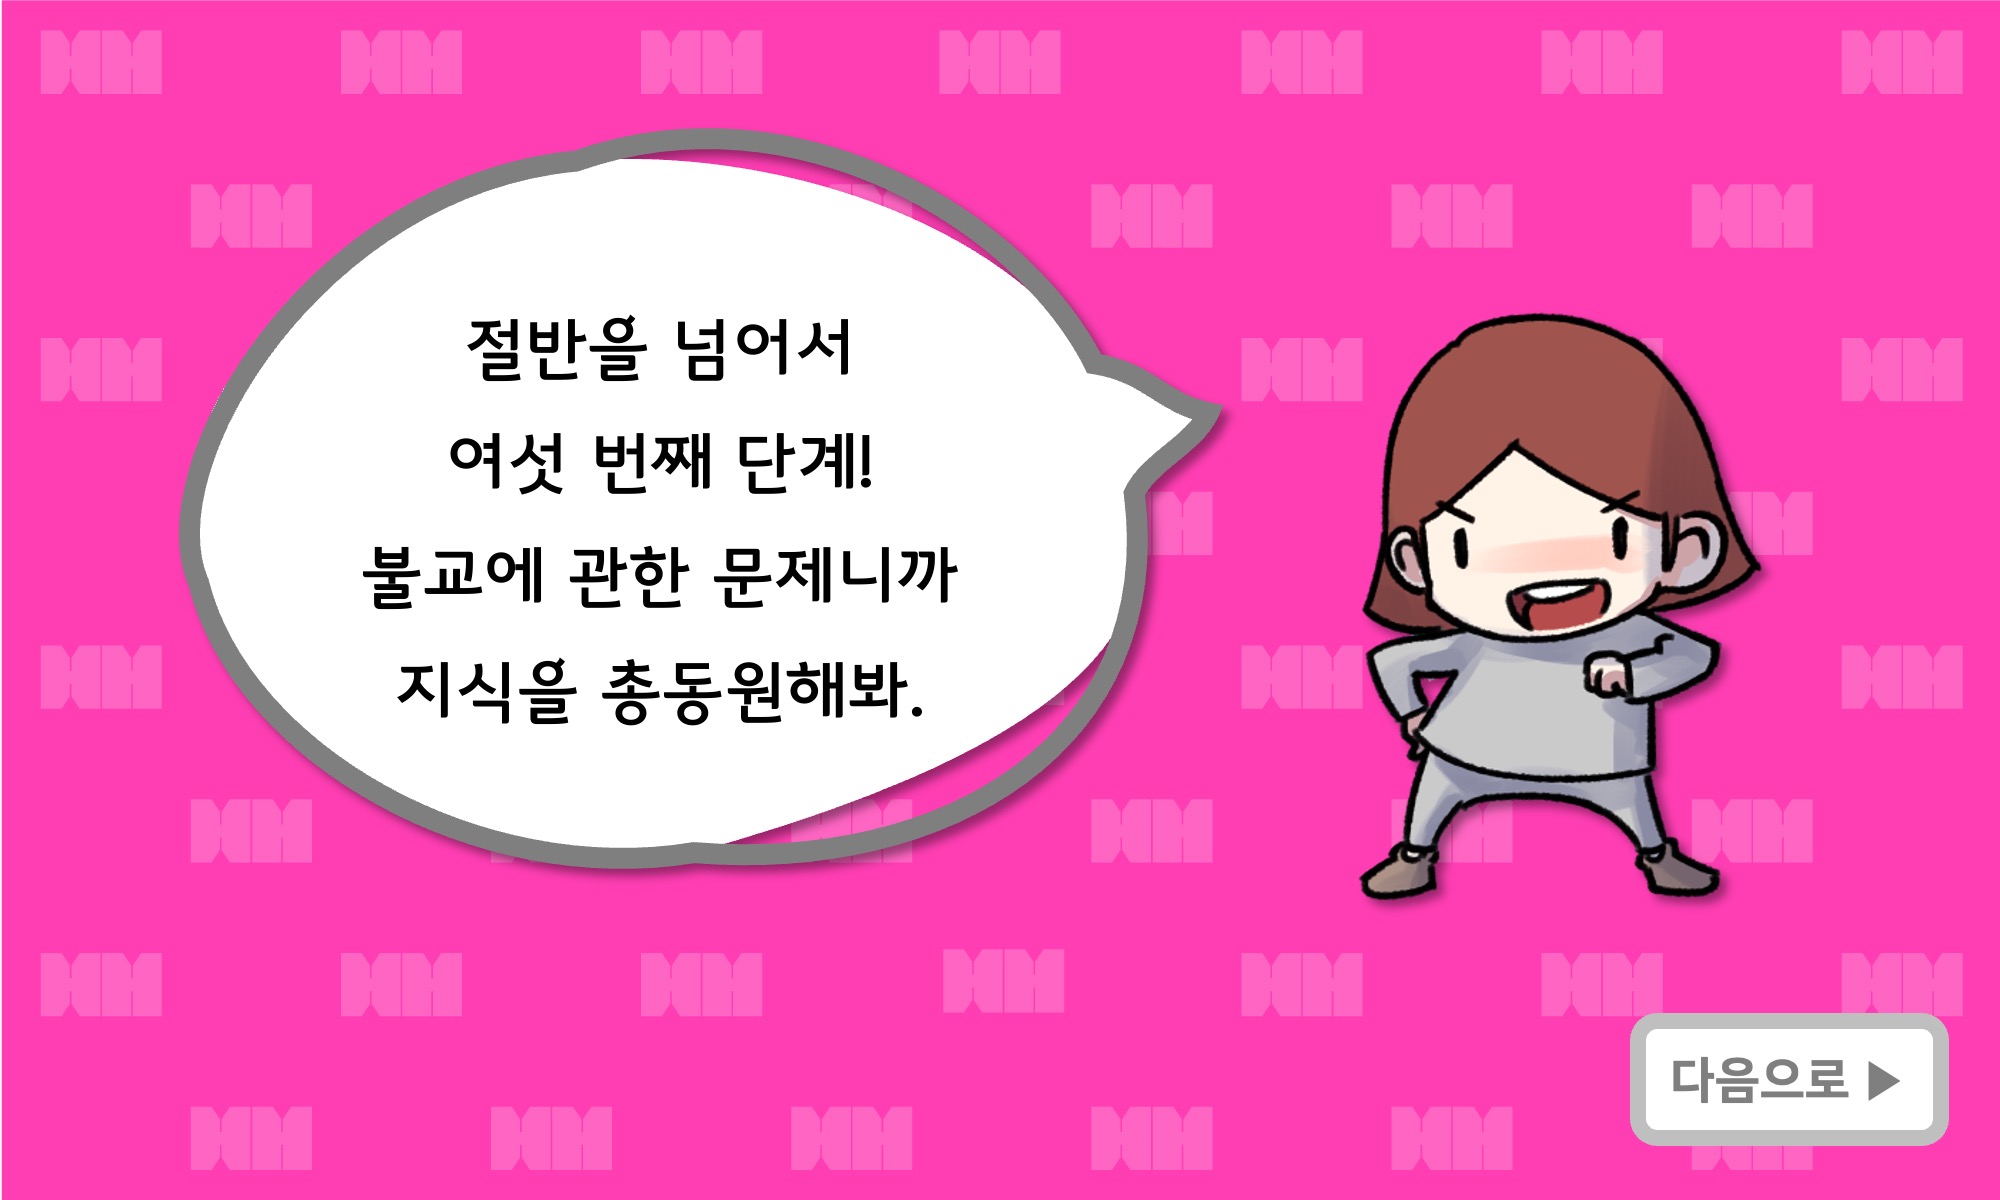 절반을 넘어서
여섯 번째 단계!
불교에 관한 문제니까
지식을 총동원해봐.
다음으로 ▶